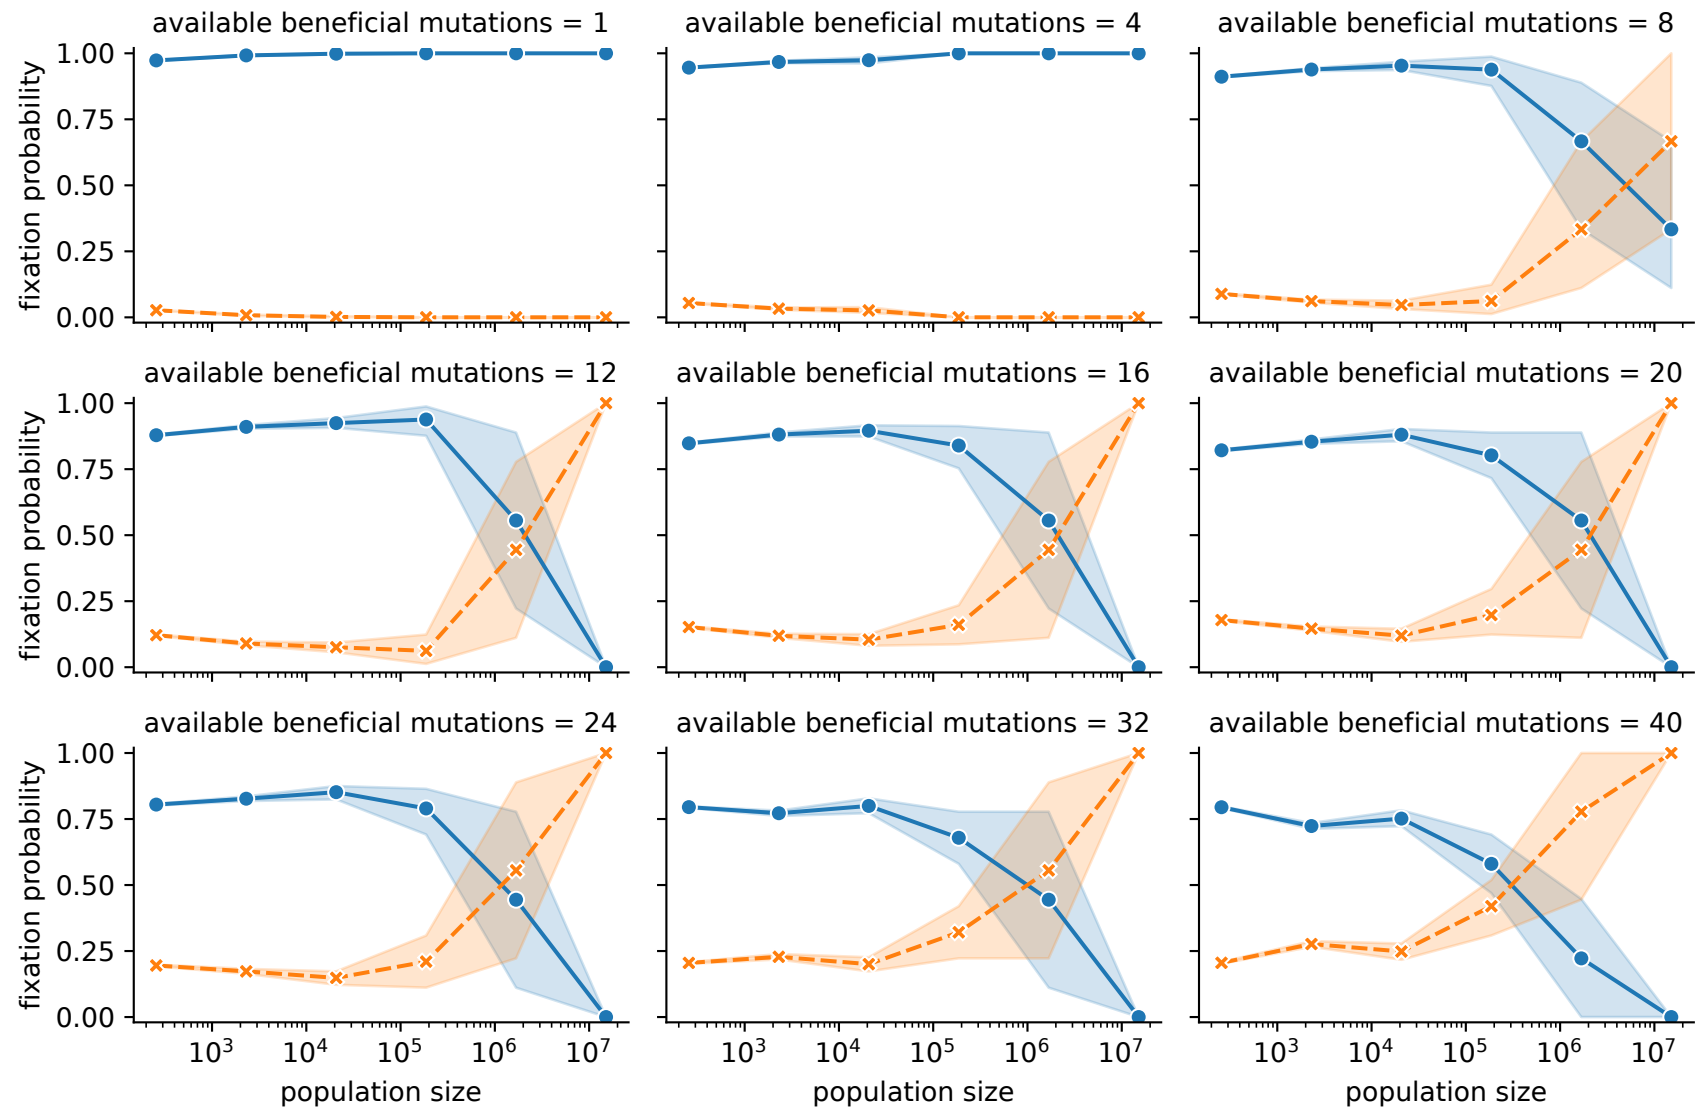 available beneficial mutations = 1
available beneficial mutations = 4
available beneficial mutations = 8
fixation probability
1.00
0.75
0.50
0.25
0.00
available beneficial mutations = 12
available beneficial mutations = 16
available beneficial mutations = 20
fixation probability
1.00
0.75
0.50
0.25
0.00
available beneficial mutations = 24
available beneficial mutations = 32
available beneficial mutations = 40
fixation probability
1.00
0.75
0.50
0.25
0.00
10³ 10⁴ 10⁵ 10⁶ 10⁷
10³ 10⁴ 10⁵ 10⁶ 10⁷
10³ 10⁴ 10⁵ 10⁶ 10⁷
population size
population size
population size